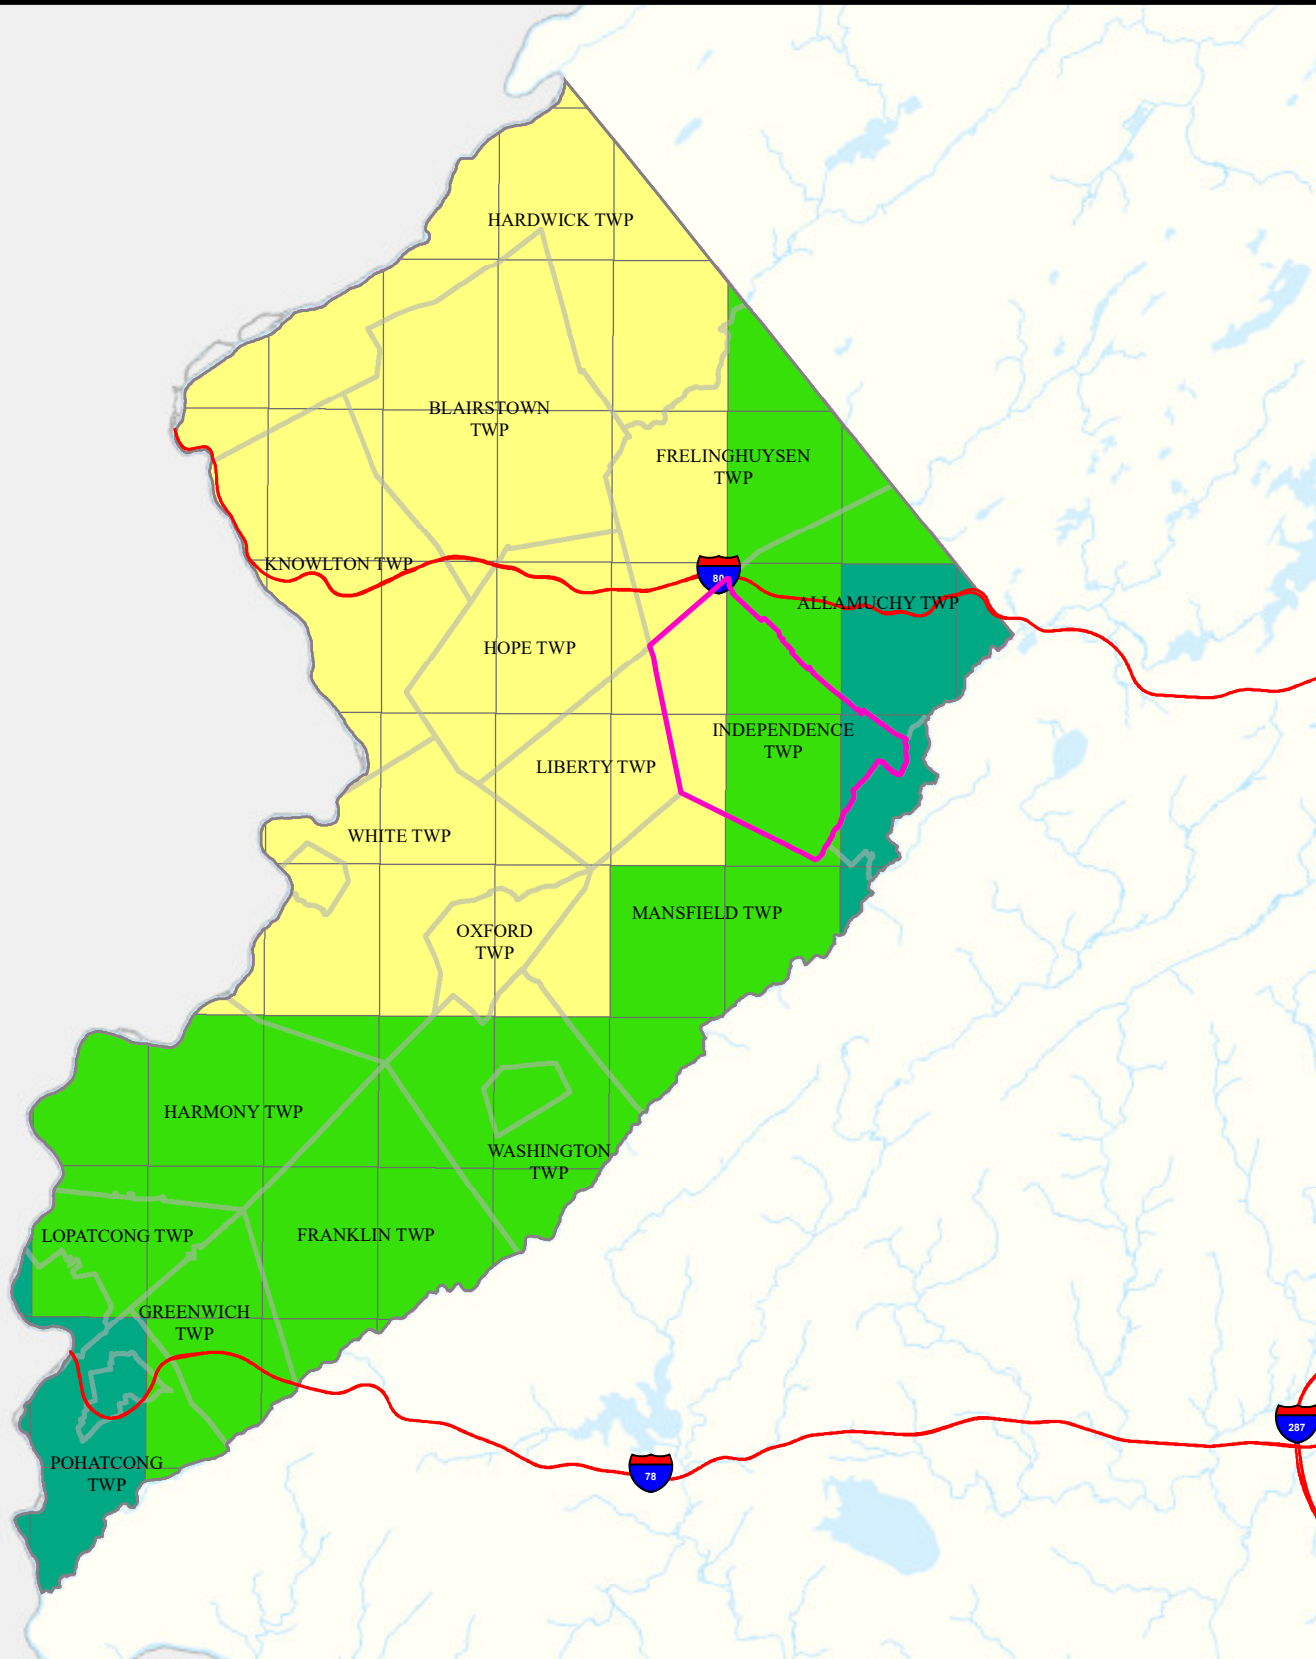 HARDWICK TWP
BLAIRSTOWN
TWP
FRELINGHUYSEN
TWP
KNOWLTON TWP
80
ALLAMUCHY TWP
HOPE TWP
INDEPENDENCE
TWP
LIBERTY TWP
WHITE TWP
MANSFIELD TWP
OXFORD
TWP
HARMONY TWP
WASHINGTON
TWP
LOPATCONG TWP
FRANKLIN TWP
GREENWICH
TWP
287
POHATCONG
TWP
78